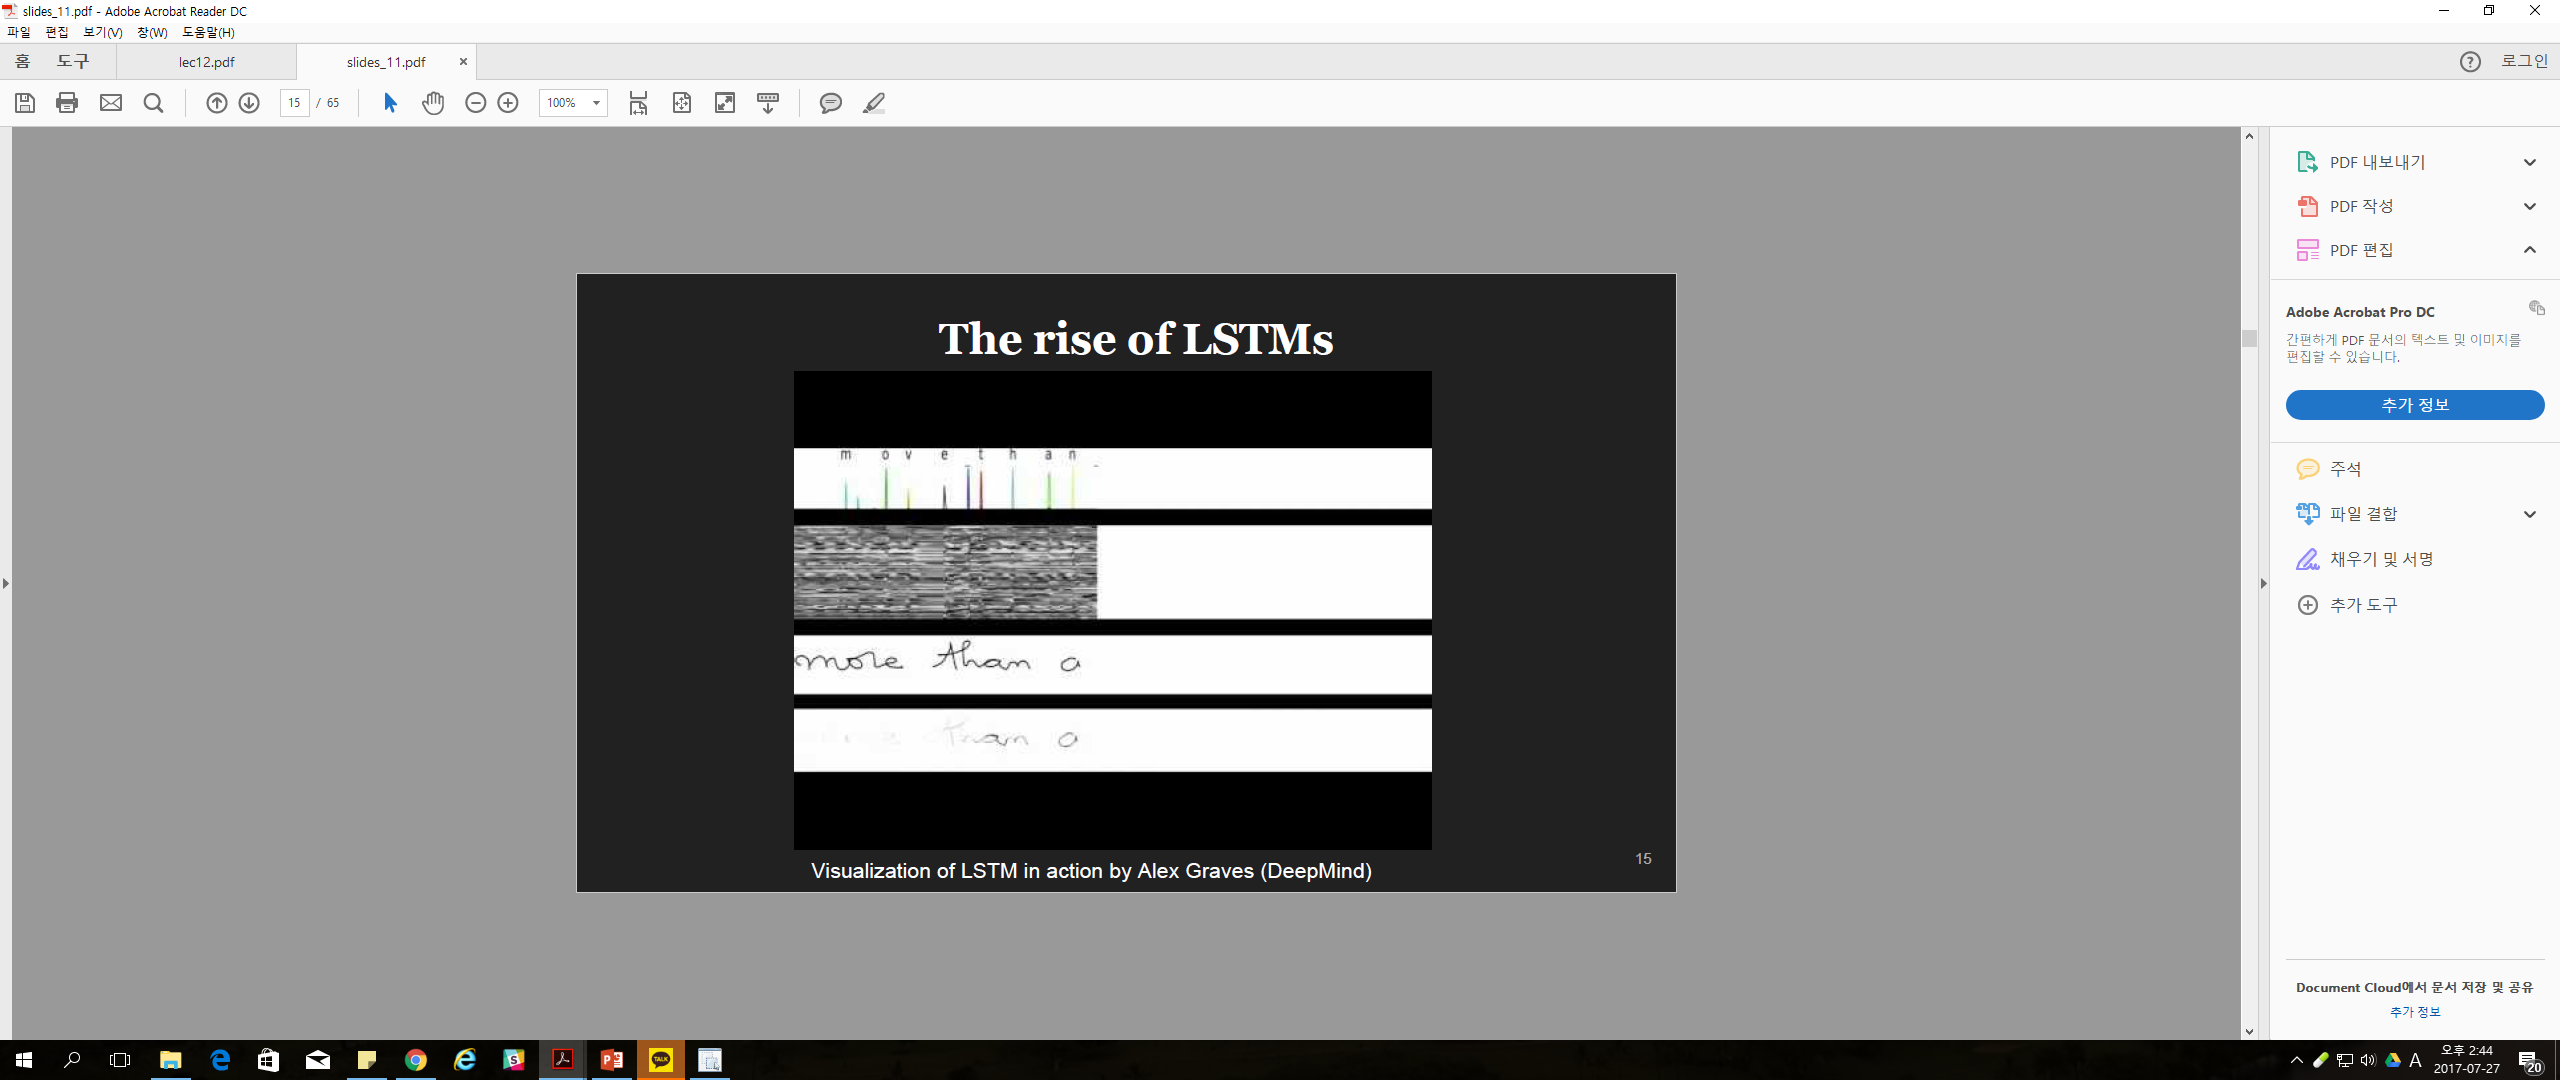 slides_11.pdf - Adobe Acrobat Reader DC
파일 편집 보기(V) 창(W) 도움말(H)
홈 도구 lec12.pdf slides_11.pdf × 로그인
15 / 65 100%
The rise of LSTMs
m o v e _ t h a n _
more than a
than a
Visualization of LSTM in action by Alex Graves (DeepMind)
15
PDF 내보내기
PDF 작성
PDF 편집
Adobe Acrobat Pro DC
간편하게 PDF 문서의 텍스트 및 이미지를
편집할 수 있습니다.
추가 정보
주석
파일 결합
채우기 및 서명
추가 도구
Document Cloud에서 문서 저장 및 공유
추가 정보
TALK
A 오후 2:44
2017-07-27
20